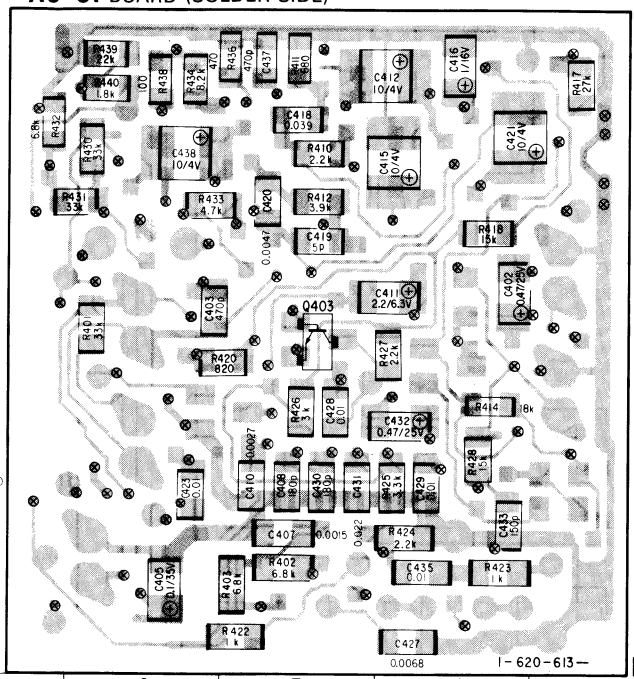 BOARD (SOLDER SIDE)
R439
22k
R440
1.8k
100
R438
R434
8.2k
470
R436
470p
C437
R411
680
C412
10/4V
C416
1/16V
R417
27k
6.8k
R432
R430
33k
C438
10/4V
C418
0.039
R410
2.2k
C415
10/4V
C421
10/4V
R431
33k
R433
4.7k
C420
0.0047
R412
3.9k
C419
5p
R418
15k
R401
33k
C403
470p
C411
2.2/6.3V
C402
0.47/25V
Q403
R420
820
R427
2.2k
R426
3k
C428
0.01
C432
0.47/25V
R414
18k
R428
15k
0.0027
C423
0.01
C410
C408
180p
C430
180p
C431
R425
3.3k
C429
0.01
C433
150p
C407
0.0015
0.022
R424
2.2k
C405
0.1/35V
R403
6.8k
R402
6.8k
C435
0.01
R423
1k
R422
1k
C427
0.0068
1-620-613-